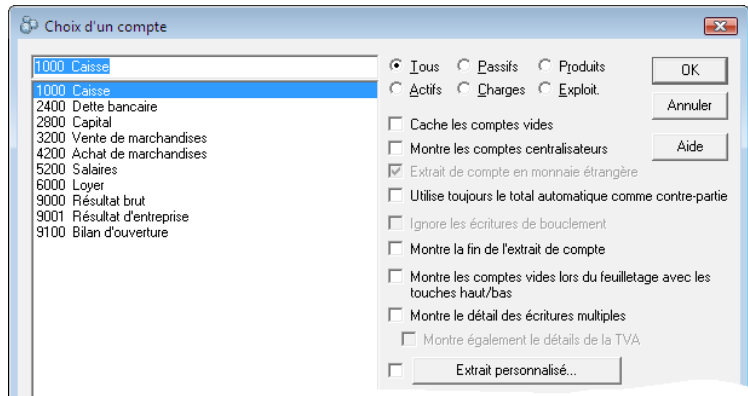 Choix d'un compte
1000 Caisse
1000 Caisse
2400 Dette bancaire
2800 Capital
3200 Vente de marchandises
4200 Achat de marchandises
5200 Salaires
6000 Loyer
9000 Résultat brut
9001 Résultat d'entreprise
9100 Bilan d'ouverture
Tous Passifs Produits
Actifs Charges Exploit.
Cache les comptes vides
Montre les comptes centralisateurs
Extrait de compte en monnaie étrangère
Utilise toujours le total automatique comme contre-partie
Ignore les écritures de bouclement
Montre la fin de l'extrait de compte
Montre les comptes vides lors du feuilletage avec les
touches haut/bas
Montre le détail des écritures multiples
Montre également le détails de la TVA
Extrait personnalisé...
OK
Annuler
Aide